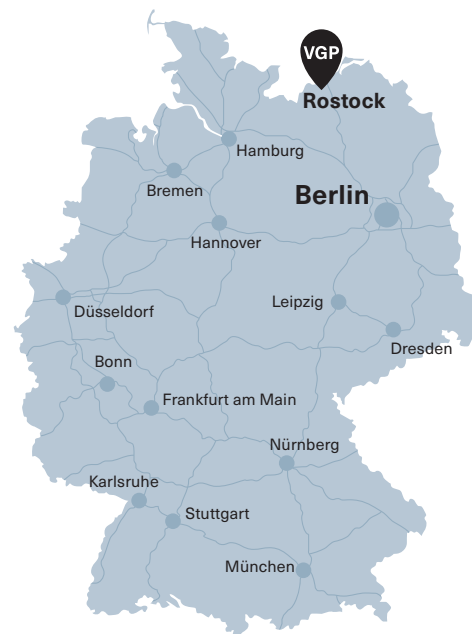 VGP
Rostock
Hamburg
Bremen
Berlin
Hannover
Leipzig
Düsseldorf
Dresden
Bonn
Frankfurt am Main
Nürnberg
Karlsruhe
Stuttgart
München